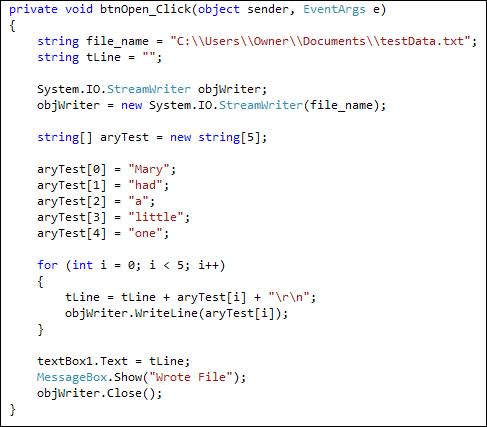 private void btnOpen_Click(object sender, EventArgs e)
{
    string file_name = "C:\\Users\\Owner\\Documents\\testData.txt";
    string tLine = "";

    System.IO.StreamWriter objWriter;
    objWriter = new System.IO.StreamWriter(file_name);

    string[] aryTest = new string[5];

    aryTest[0] = "Mary";
    aryTest[1] = "had";
    aryTest[2] = "a";
    aryTest[3] = "little";
    aryTest[4] = "one";

    for (int i = 0; i < 5; i++)
    {
        tLine = tLine + aryTest[i] + "\r\n";
        objWriter.WriteLine(aryTest[i]);
    }

    textBox1.Text = tLine;
    MessageBox.Show("Wrote File");
    objWriter.Close();
}